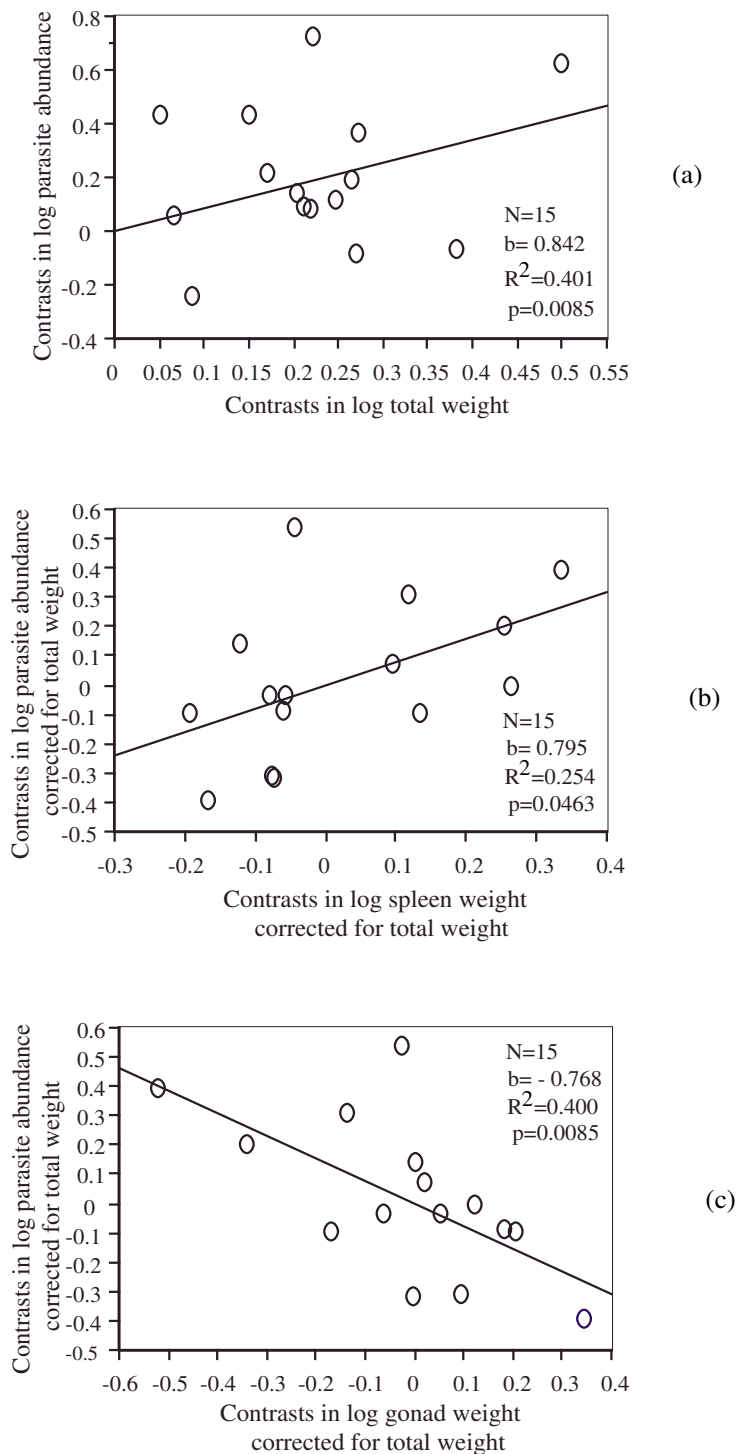 Contrasts in log parasite abundance
0.8
0.6
0.4
0.2
0
-0.2
-0.4
N=15
b= 0.842
R2=0.401
p=0.0085
(a)
0 0.05 0.1 0.15 0.2 0.25 0.3 0.35 0.4 0.45 0.5 0.55
Contrasts in log total weight
Contrasts in log parasite abundance
corrected for total weight
0.6
0.5
0.4
0.3
0.2
0.1
0
-0.1
-0.2
-0.3
-0.4
-0.5
N=15
b= 0.795
R2=0.254
p=0.0463
(b)
-0.3 -0.2 -0.1 0 0.1 0.2 0.3 0.4
Contrasts in log spleen weight
corrected for total weight
Contrasts in log parasite abundance
corrected for total weight
0.6
0.5
0.4
0.3
0.2
0.1
0
-0.1
-0.2
-0.3
-0.4
-0.5
N=15
b= - 0.768
R2=0.400
p=0.0085
(c)
-0.6 -0.5 -0.4 -0.3 -0.2 -0.1 0 0.1 0.2 0.3 0.4
Contrasts in log gonad weight
corrected for total weight